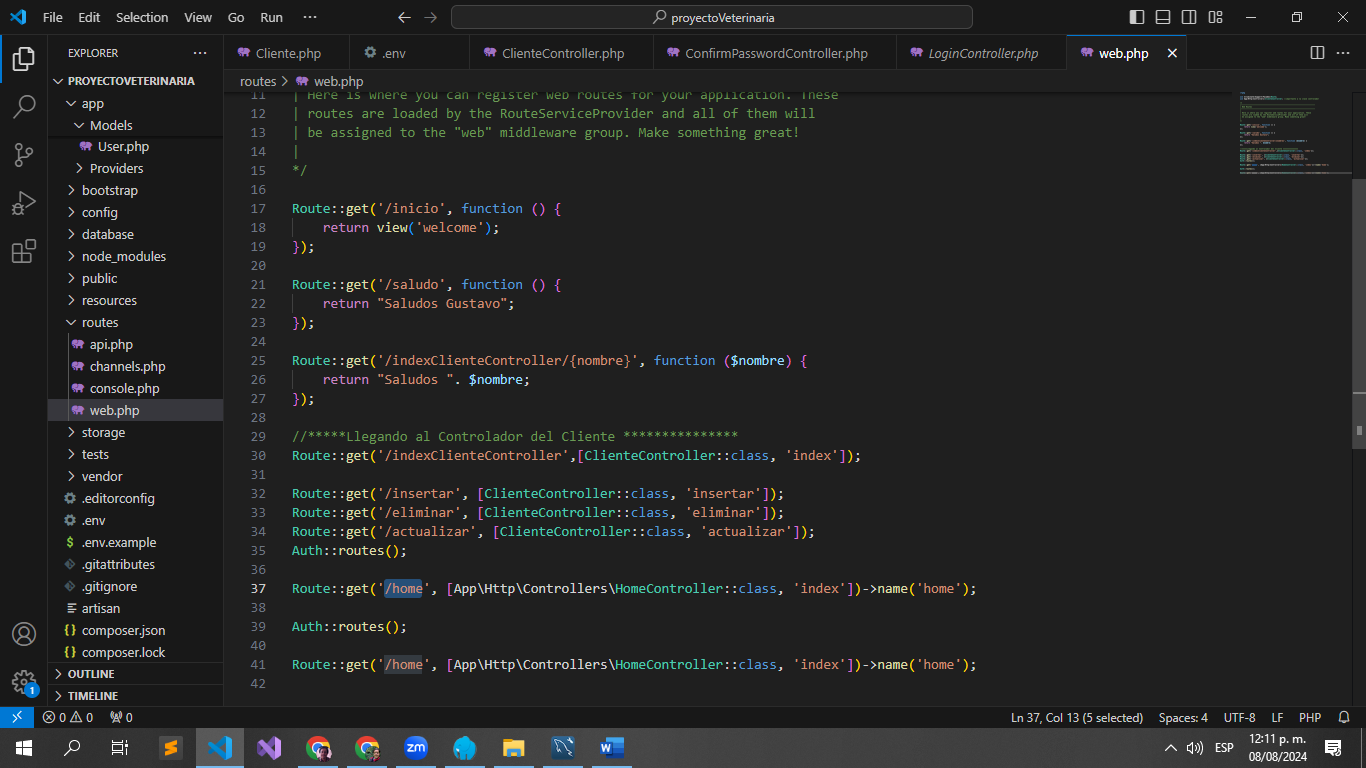 File Edit Selection View Go Run ··· proyectoVeterinaria
EXPLORER ···
Cliente.php .env ClienteController.php ConfirmPasswordController.php LoginController.php web.php
PROYECTOVETERINARIA
app
Models
User.php
Providers
bootstrap
config
database
node_modules
public
resources
routes
api.php
channels.php
console.php
web.php
storage
tests
vendor
.editorconfig
.env
.env.example
.gitattributes
.gitignore
artisan
composer.json
composer.lock
OUTLINE
TIMELINE
routes > web.php
11 | Here is where you can register web routes for your application. These
12 | routes are loaded by the RouteServiceProvider and all of them will
13 | be assigned to the "web" middleware group. Make something great!
14 |
15 */
16
17 Route::get('/inicio', function () {
18     return view('welcome');
19 });
20
21 Route::get('/saludo', function () {
22     return "Saludos Gustavo";
23 });
24
25 Route::get('/indexClienteController/{nombre}', function ($nombre) {
26     return "Saludos ". $nombre;
27 });
28
29 //*****Llegando al Controlador del Cliente ***************
30 Route::get('/indexClienteController',[ClienteController::class, 'index']);
31
32 Route::get('/insertar', [ClienteController::class, 'insertar']);
33 Route::get('/eliminar', [ClienteController::class, 'eliminar']);
34 Route::get('/actualizar', [ClienteController::class, 'actualizar']);
35 Auth::routes();
36
37 Route::get('/home', [App\Http\Controllers\HomeController::class, 'index'])->name('home');
38
39 Auth::routes();
40
41 Route::get('/home', [App\Http\Controllers\HomeController::class, 'index'])->name('home');
42
1
0 0 0 Ln 37, Col 13 (5 selected) Spaces: 4 UTF-8 LF PHP
zm W ESP 12:11 p. m.
08/08/2024